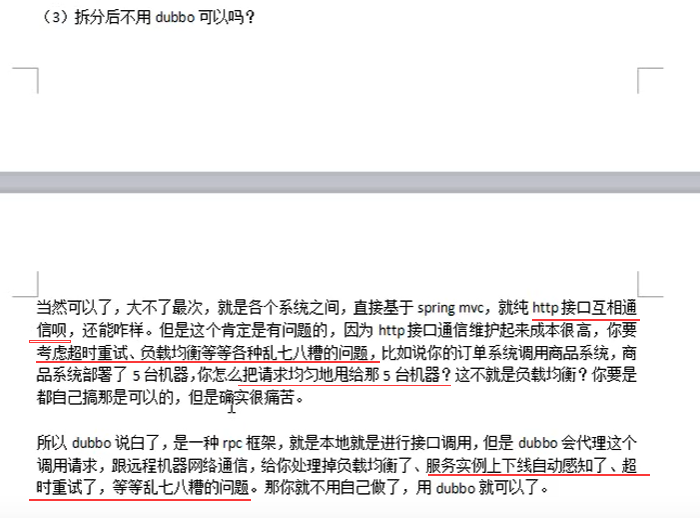 （3）拆分后不用 dubbo 可以吗？
当然可以了，大不了最次，就是各个系统之间，直接基于 spring mvc，就纯 http 接口互相通
信呗，还能咋样。但是这个肯定是有问题的，因为 http 接口通信维护起来成本很高，你要
考虑超时重试、负载均衡等等各种乱七八糟的问题，比如说你的订单系统调用商品系统，商
品系统部署了 5 台机器，你怎么把请求均匀地甩给那 5 台机器？这不就是负载均衡？你要是
都自己搞那是可以的，但是确实很痛苦。
所以 dubbo 说白了，是一种 rpc 框架，就是本地就是进行接口调用，但是 dubbo 会代理这个
调用请求，跟远程机器网络通信，给你处理掉负载均衡了、服务实例上下线自动感知了、超
时重试了，等等乱七八糟的问题。那你就不用自己做了，用 dubbo 就可以了。